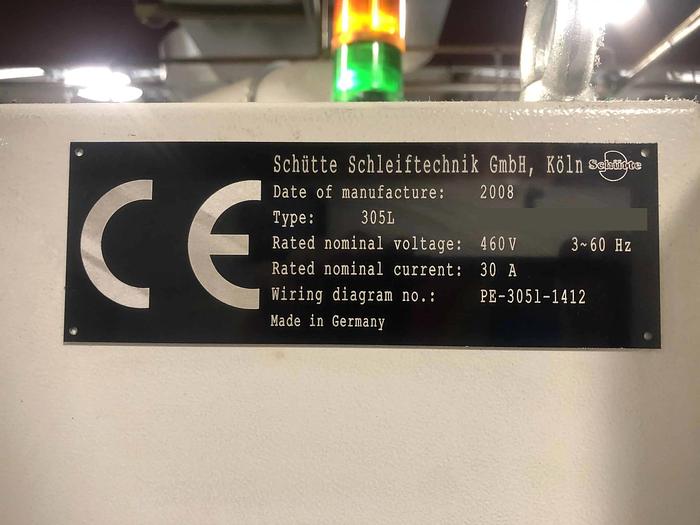 Schütte Schleiftechnik GmbH, Köln Schütte
Date of manufacture: 2008
Type: 305L
Rated nominal voltage: 460V 3~60 Hz
Rated nominal current: 30 A
Wiring diagram no.: PE-305l-1412
Made in Germany
CE